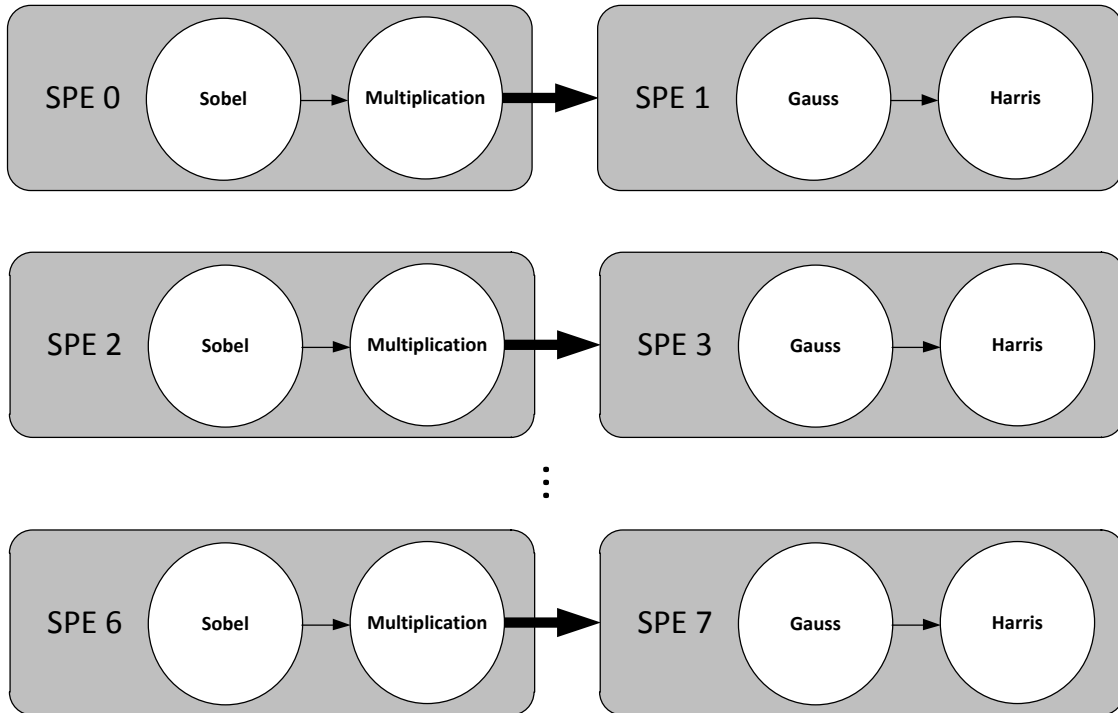 SPE 0
Sobel
Multiplication
SPE 1
Gauss
Harris
SPE 2
Sobel
Multiplication
SPE 3
Gauss
Harris
SPE 6
Sobel
Multiplication
SPE 7
Gauss
Harris